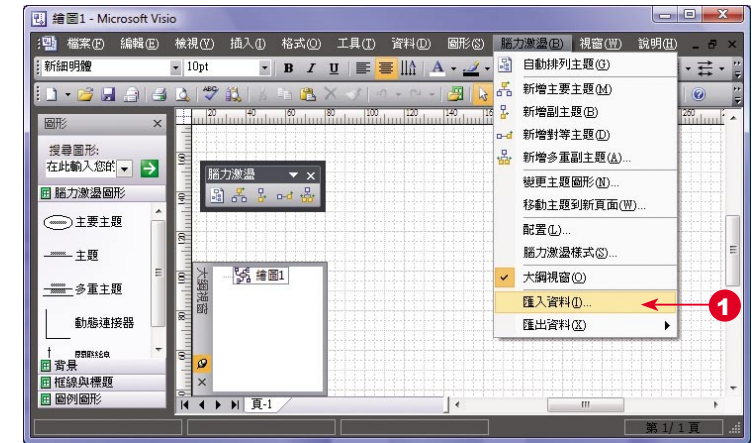 繪圖1 - Microsoft Visio
檔案(F) 編輯(E) 檢視(V) 插入(I) 格式(O) 工具(T) 資料(D) 圖形(S) 腦力激盪(B) 視窗(W) 說明(H)
新細明體 10pt B I U A
圖形
搜尋圖形:
在此輸入您的
腦力激盪圖形
主要主題
主題
多重主題
動態連接器
背景
框線與標題
圖例圖形
20 40 60 80 100 120 140 260
腦力激盪
大綱視窗
繪圖1
自動排列主題(G)
新增主要主題(M)
新增副主題(B)
新增對等主題(D)
新增多重副主題(A)...
變更主題圖形(N)...
移動主題到新頁面(W)...
配置(L)...
腦力激盪樣式(S)...
大綱視窗(O)
匯入資料(I)...
匯出資料(X)
1
頁-1
第 1/ 1 頁